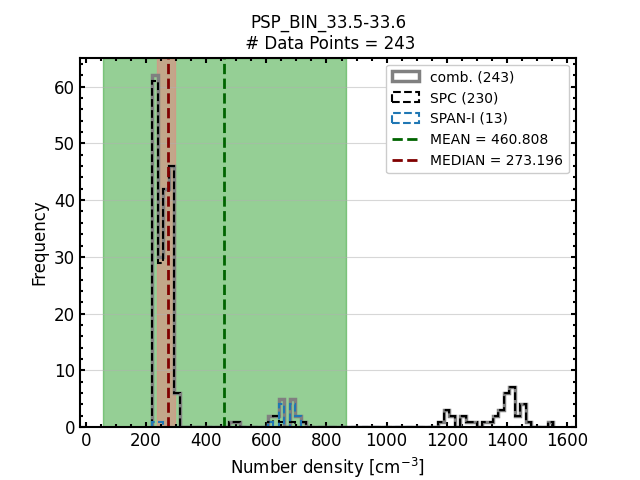 PSP_BIN_33.5-33.6
# Data Points = 243
comb. (243)
SPC (230)
SPAN-I (13)
MEAN = 460.808
MEDIAN = 273.196
Frequency
60
50
40
30
20
10
0
0 200 400 600 800 1000 1200 1400 1600
Number density [cm⁻³]